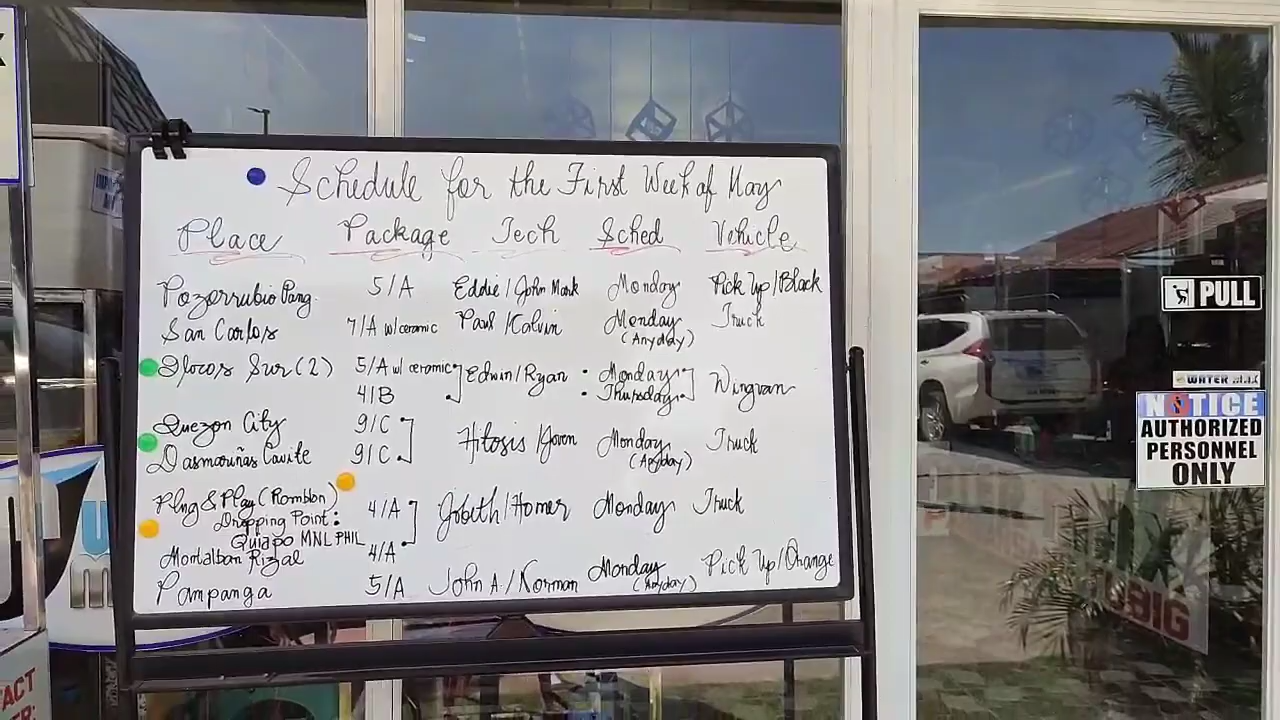 Schedule for the First Week of May
Place Package Tech Sched Vehicle
Pozorrubio Pang. 5/A Eddie/John Mark Monday Pick Up/Black
San Carlos 7/A w/ceramic Paul Kalvin Monday (Anyday) Truck
Ilocos Sur (2) 5/A w/ceramic Edwin/Ryan : Monday Wingvan
4/B : Thursday
Quezon City 9/C Hitosis/Joven Monday (Anyday) Truck
Dasmariñas Cavite 9/C
Plug & Play (Romblon) 4/A Jobeth/Homer Monday Truck
Dropping Point:
Quiapo MNL PHIL
Montalban Rizal 4/A
Pampanga 5/A John A./Norman Monday (Anyday) Pick Up/Orange
PULL
NOTICE
AUTHORIZED
PERSONNEL
ONLY